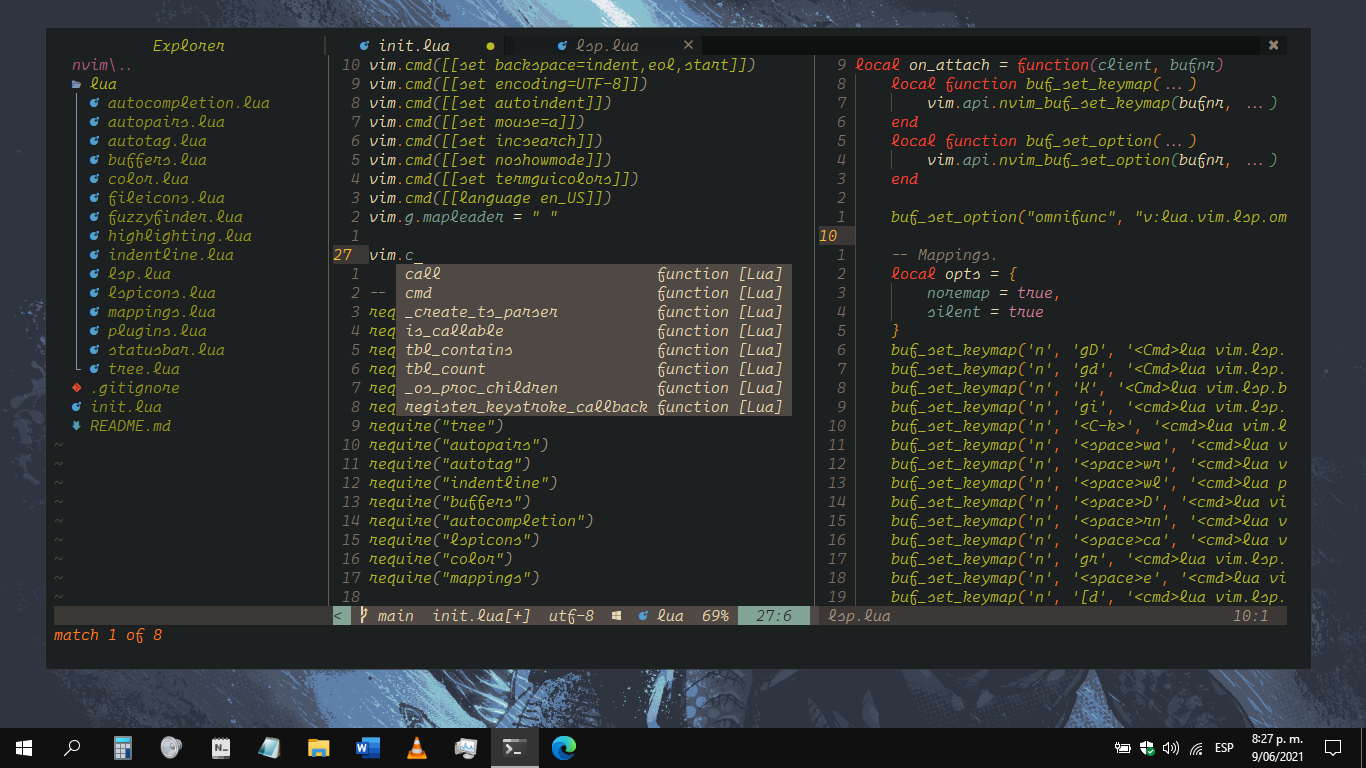 Explorer
nvim\..
lua
autocompletion.lua
autopairs.lua
autotag.lua
buffers.lua
color.lua
fileicons.lua
fuzzyfinder.lua
highlighting.lua
indentline.lua
lsp.lua
lspicons.lua
mappings.lua
plugins.lua
statusbar.lua
tree.lua
.gitignore
init.lua
README.md
~
~
~
~
~
~
~
~
~
init.lua ● lsp.lua ✕ ✖
10 vim.cmd([[set backspace=indent,eol,start]])
9 vim.cmd([[set encoding=UTF-8]])
8 vim.cmd([[set autoindent]])
7 vim.cmd([[set mouse=a]])
6 vim.cmd([[set incsearch]])
5 vim.cmd([[set noshowmode]])
4 vim.cmd([[set termguicolors]])
3 vim.cmd([[language en_US]])
2 vim.g.mapleader = " "
1
27 vim.c_
1 call function [Lua]
2 -- cmd function [Lua]
3 req _create_ts_parser function [Lua]
4 req is_callable function [Lua]
5 req tbl_contains function [Lua]
6 req tbl_count function [Lua]
7 req _os_proc_children function [Lua]
8 req register_keystroke_callback function [Lua]
9 require("tree")
10 require("autopairs")
11 require("autotag")
12 require("indentline")
13 require("buffers")
14 require("autocompletion")
15 require("lspicons")
16 require("color")
17 require("mappings")
18
9 local on_attach = function(client, bufnr)
8 local function buf_set_keymap(...)
7 vim.api.nvim_buf_set_keymap(bufnr, ...)
6 end
5 local function buf_set_option(...)
4 vim.api.nvim_buf_set_option(bufnr, ...)
3 end
2
1 buf_set_option("omnifunc", "v:lua.vim.lsp.om
10
1 -- Mappings.
2 local opts = {
3 noremap = true,
4 silent = true
5 }
6 buf_set_keymap('n', 'gD', '<Cmd>lua vim.lsp.
7 buf_set_keymap('n', 'gd', '<Cmd>lua vim.lsp.
8 buf_set_keymap('n', 'K', '<Cmd>lua vim.lsp.b
9 buf_set_keymap('n', 'gi', '<cmd>lua vim.lsp.
10 buf_set_keymap('n', '<C-k>', '<cmd>lua vim.l
11 buf_set_keymap('n', '<space>wa', '<cmd>lua v
12 buf_set_keymap('n', '<space>wr', '<cmd>lua v
13 buf_set_keymap('n', '<space>wl', '<cmd>lua p
14 buf_set_keymap('n', '<space>D', '<cmd>lua vi
15 buf_set_keymap('n', '<space>rn', '<cmd>lua v
16 buf_set_keymap('n', '<space>ca', '<cmd>lua v
17 buf_set_keymap('n', 'gr', '<cmd>lua vim.lsp.
18 buf_set_keymap('n', '<space>e', '<cmd>lua vi
19 buf_set_keymap('n', '[d', '<cmd>lua vim.lsp.
< main init.lua[+] utf-8 lua 69% 27:6 lsp.lua 10:1
match 1 of 8
ESP
8:27 p. m.
9/06/2021